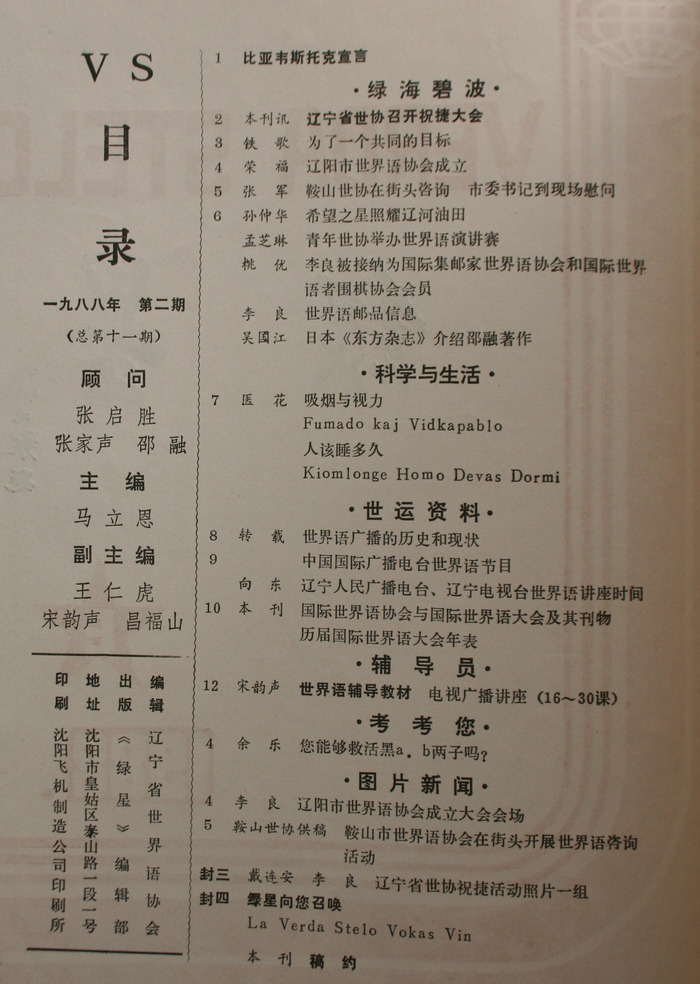 VS
目
录
一九八八年 第二期
（总第十一期）
顾 问
张 启 胜
张家声 邵 融
主 编
马 立 恩
副 主 编
王 仁 虎
宋韵声 昌福山
编辑 辽宁省世界语协会
出版 《绿星》编辑部
地址 沈阳市皇姑区泰山路一段一号
印刷 沈阳飞机制造公司印刷所
1 比亚韦斯托克宣言
·绿 海 碧 波·
2 本刊讯 辽宁省世协召开祝捷大会
3 铁 歌 为了一个共同的目标
4 荣 福 辽阳市世界语协会成立
5 张 军 鞍山世协在街头咨询 市委书记到现场慰问
6 孙仲华 希望之星照耀辽河油田
孟芝琳 青年世协举办世界语演讲赛
桃 优 李良被接纳为国际集邮家世界语协会和国际世界
语者围棋协会会员
李 良 世界语邮品信息
吴国江 日本《东方杂志》介绍邵融著作
·科学与生活·
7 医 花 吸烟与视力
Fumado kaj Vidkapablo
人该睡多久
Kiomlonge Homo Devas Dormi
·世 运 资 料·
8 转 载 世界语广播的历史和现状
9 中国国际广播电台世界语节目
向 东 辽宁人民广播电台、辽宁电视台世界语讲座时间
10 本 刊 国际世界语协会与国际世界语大会及其刊物
历届国际世界语大会年表
·辅 导 员·
12 宋韵声 世界语辅导教材 电视广播讲座（16～30课）
·考 考 您·
4 余 乐 您能够救活黑a．b两子吗？
·图 片 新 闻·
4 李 良 辽阳市世界语协会成立大会会场
5 鞍山世协供稿 鞍山市世界语协会在街头开展世界语咨询
活动
封三 戴连安 李 良 辽宁省世协祝捷活动照片一组
封四 绿星向您召唤
La Verda Stelo Vokas Vin
本 刊 稿 约